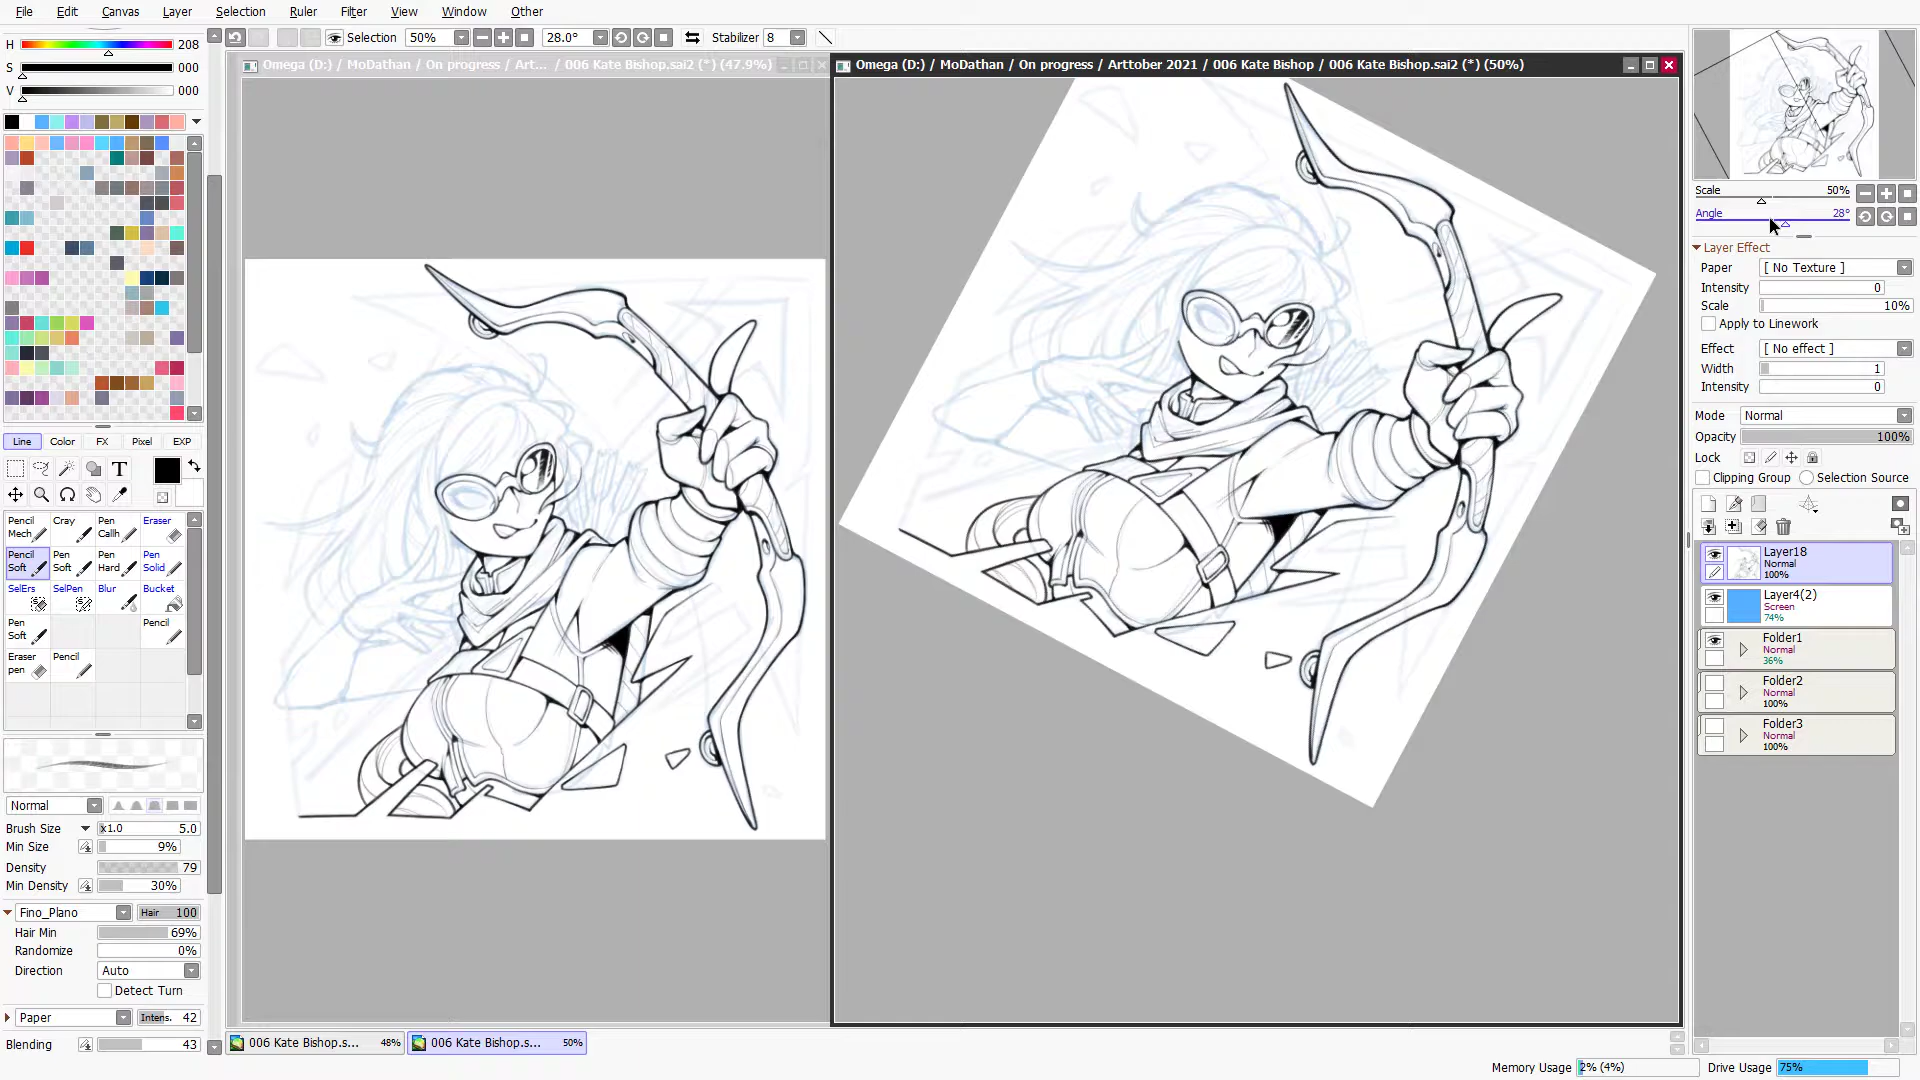 File Edit Canvas Layer Selection Ruler Filter View Window Other
H 208
S 000
V 000
Selection 50% 28.0° Stabilizer 8
Omega (D:) / MoDathan / On progress / Art... / 006 Kate Bishop.sai2 (*) (47.9%)
Omega (D:) / MoDathan / On progress / Arttober 2021 / 006 Kate Bishop / 006 Kate Bishop.sai2 (*) (50%)
Line Color FX Pixel EXP
T
Pencil Mech Cray Pen Callh Eraser
Pencil Soft Pen Soft Pen Hard Pen Solid
SelErs SelPen Blur Bucket
Pen Soft Pencil
Eraser pen Pencil
Normal
Brush Size x1.0 5.0
Min Size 9%
Density 79
Min Density 30%
Fino_Plano Hair 100
Hair Min 69%
Randomize 0%
Direction Auto
Detect Turn
Paper Intens. 42
Blending 43
006 Kate Bishop.s... 48%
006 Kate Bishop.s... 50%
Scale 50%
Angle 28°
Layer Effect
Paper [ No Texture ]
Intensity 0
Scale 10%
Apply to Linework
Effect [ No effect ]
Width 1
Intensity 0
Mode Normal
Opacity 100%
Lock
Clipping Group Selection Source
Layer18
Normal
100%
Layer4(2)
Screen
74%
Folder1
Normal
36%
Folder2
Normal
100%
Folder3
Normal
100%
Memory Usage 2% (4%) Drive Usage 75%